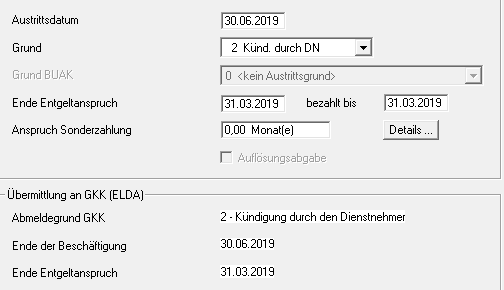 Austrittsdatum 30.06.2019
Grund 2 Künd. durch DN
Grund BUAK 0 <kein Austrittsgrund>
Ende Entgeltanspruch 31.03.2019 bezahlt bis 31.03.2019
Anspruch Sonderzahlung 0,00 Monat(e) Details ...
Auflösungsabgabe
Übermittlung an GKK (ELDA)
Abmeldegrund GKK 2 - Kündigung durch den Dienstnehmer
Ende der Beschäftigung 30.06.2019
Ende Entgeltanspruch 31.03.2019